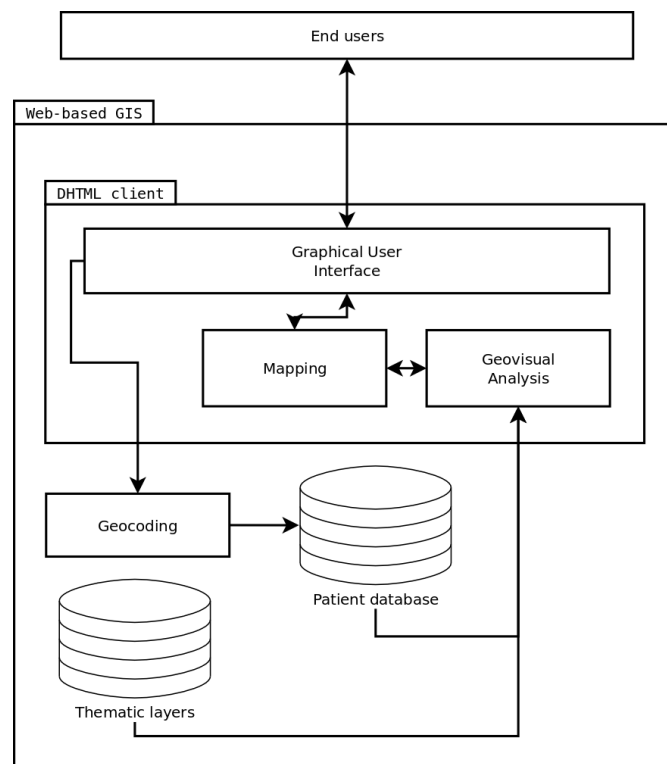 End users
Web-based GIS
DHTML client
Graphical User
Interface
Mapping
Geovisual
Analysis
Geocoding
Patient database
Thematic layers